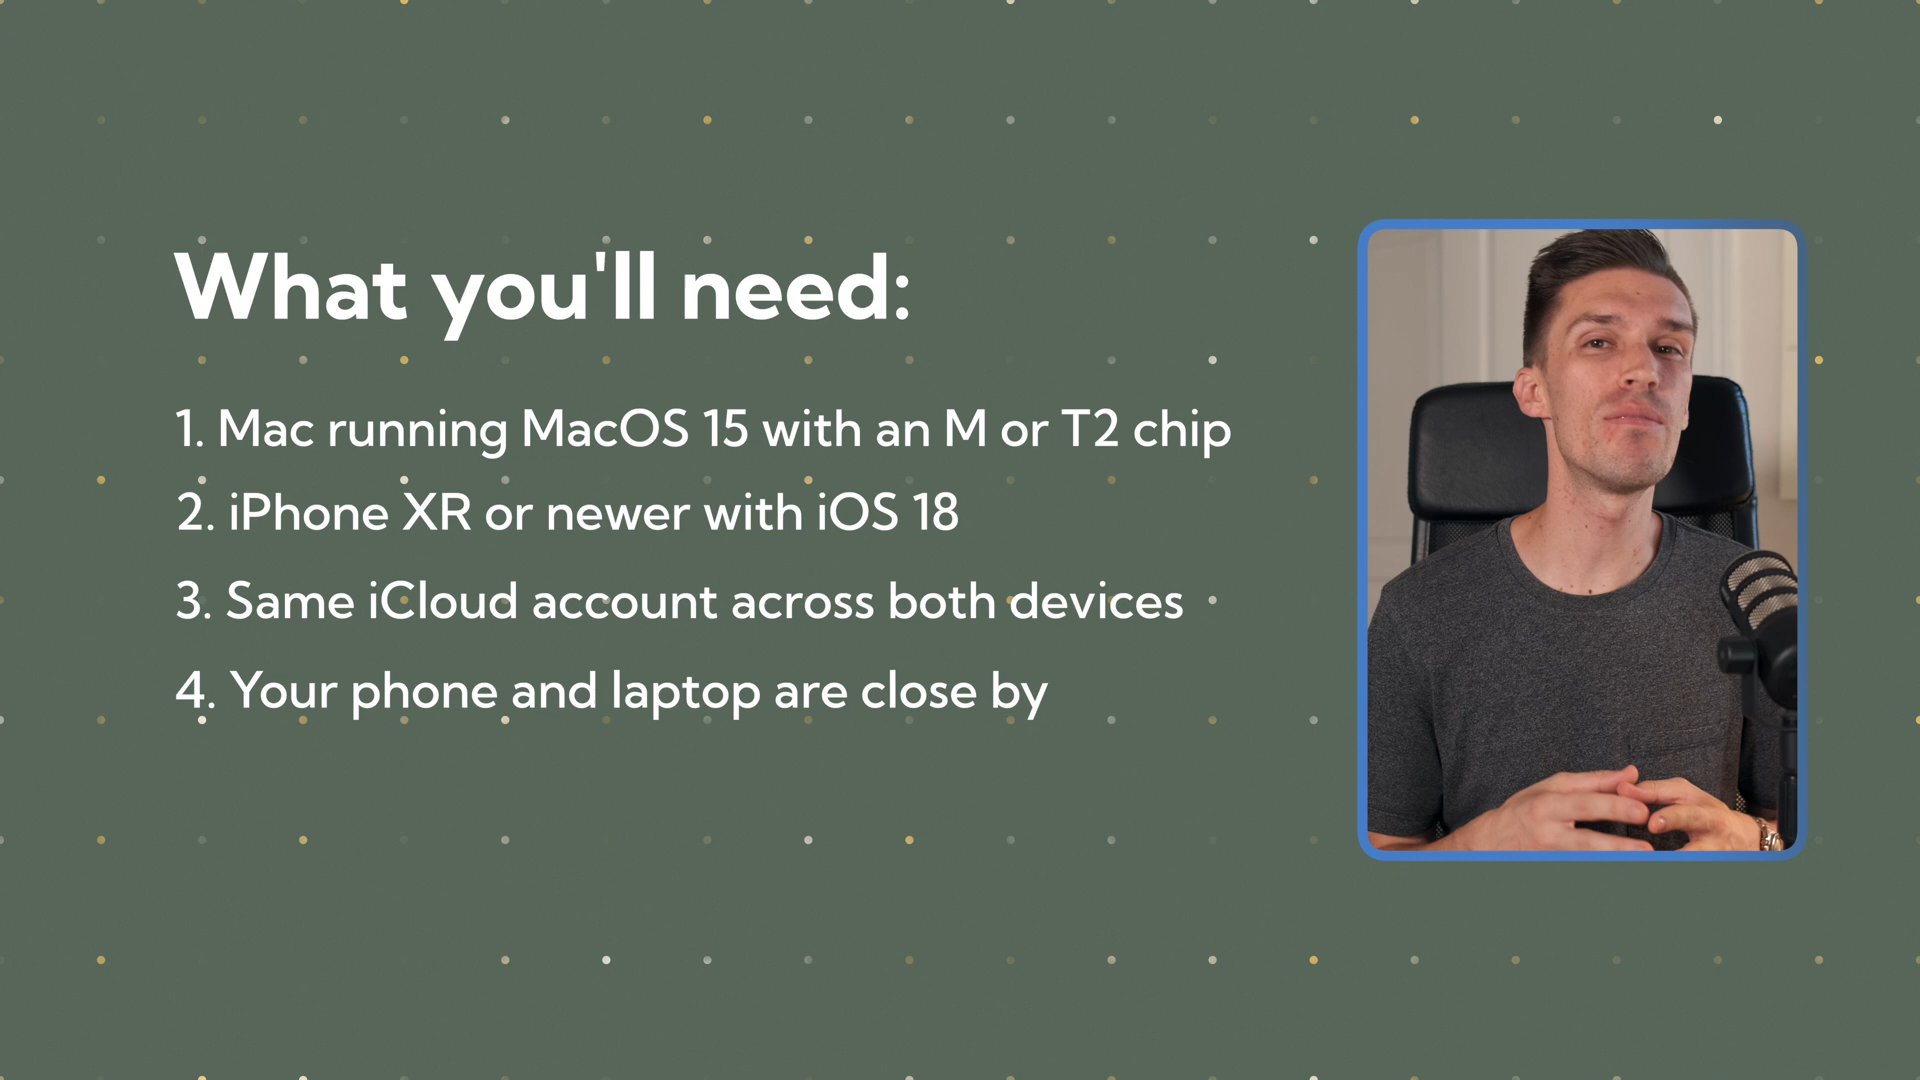 What you'll need:
1. Mac running MacOS 15 with an M or T2 chip
2. iPhone XR or newer with iOS 18
3. Same iCloud account across both devices
4. Your phone and laptop are close by